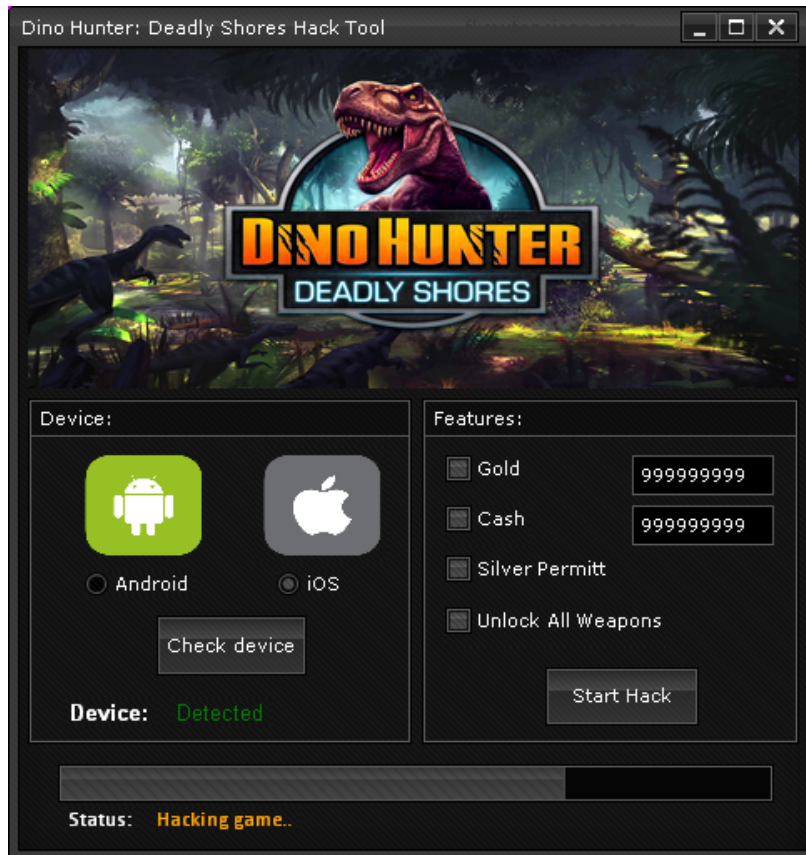 Dino Hunter: Deadly Shores Hack Tool
DINO HUNTER
DEADLY SHORES
Device:
Android
iOS
Check device
Device: Detected
Features:
Gold 999999999
Cash 999999999
Silver Permitt
Unlock All Weapons
Start Hack
Status: Hacking game..